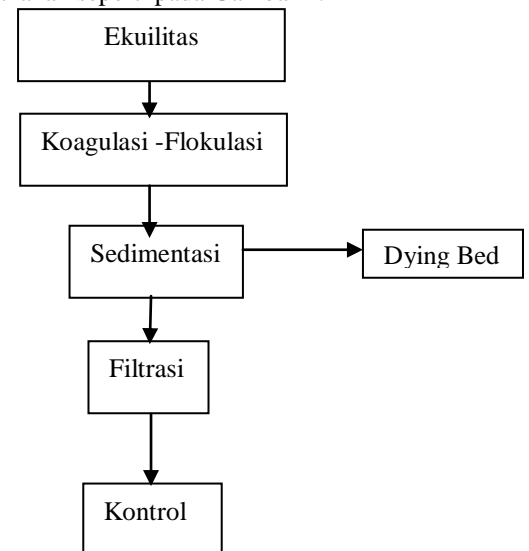 Ekuilitas
Koagulasi -Flokulasi
Sedimentasi
Dying Bed
Filtrasi
Kontrol